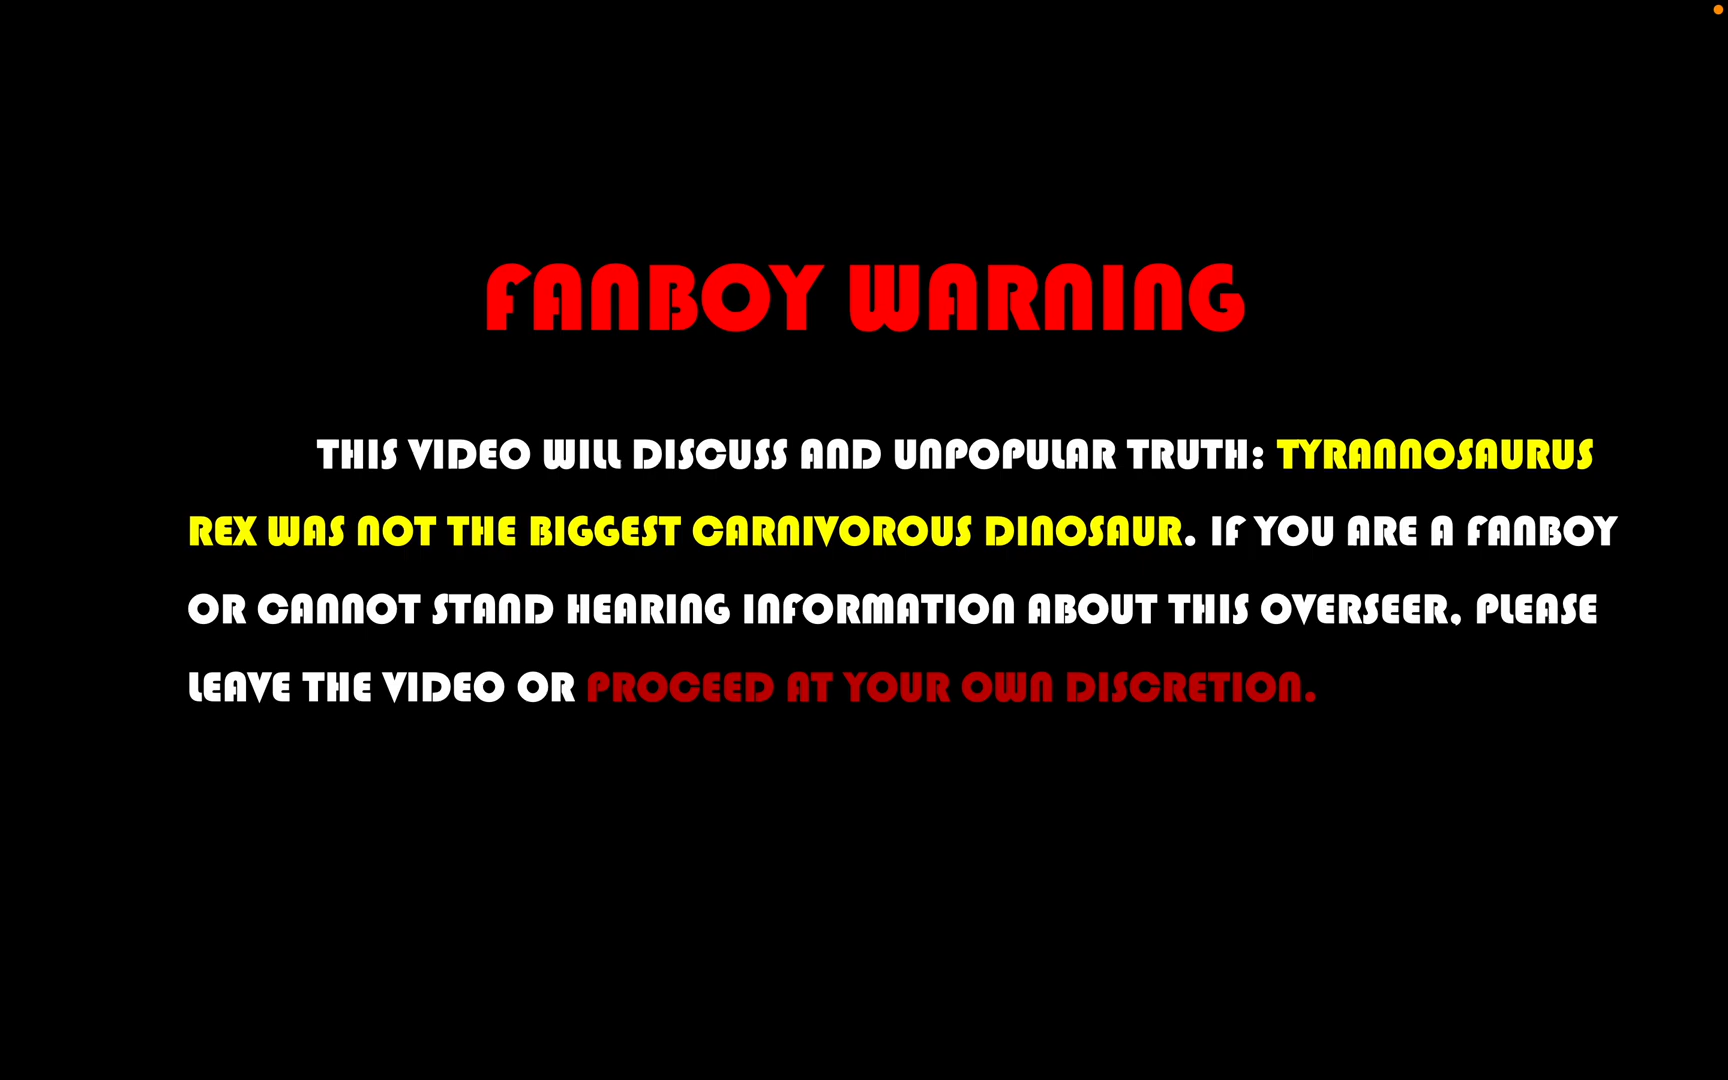 FANBOY WARNING
THIS VIDEO WILL DISCUSS AND UNPOPULAR TRUTH: TYRANNOSAURUS
REX WAS NOT THE BIGGEST CARNIVOROUS DINOSAUR. IF YOU ARE A FANBOY
OR CANNOT STAND HEARING INFORMATION ABOUT THIS OVERSEER, PLEASE
LEAVE THE VIDEO OR PROCEED AT YOUR OWN DISCRETION.